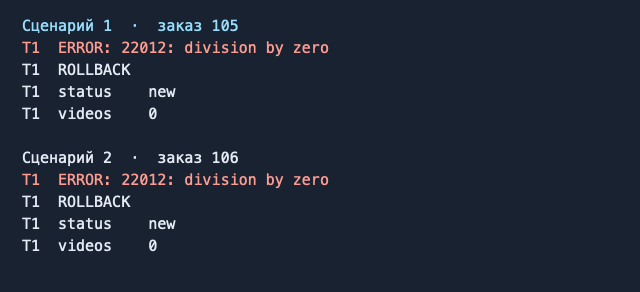 Сценарий 1 · заказ 105
T1 ERROR: 22012: division by zero
T1 ROLLBACK
T1 status new
T1 videos 0
Сценарий 2 · заказ 106
T1 ERROR: 22012: division by zero
T1 ROLLBACK
T1 status new
T1 videos 0